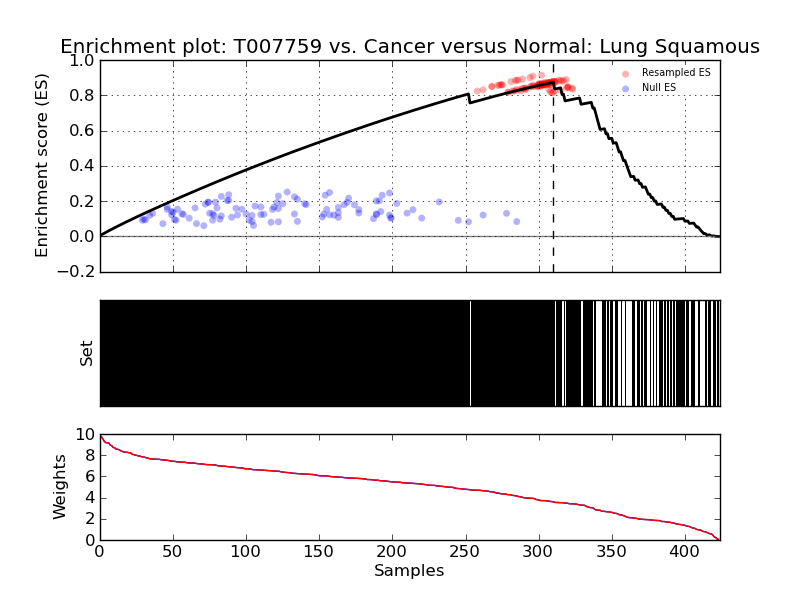 Enrichment plot: T007759 vs. Cancer versus Normal: Lung Squamous
1.0
0.8
0.6
0.4
0.2
0.0
−0.2
Enrichment score (ES)
Resampled ES
Null ES
Set
10
8
6
4
2
0
Weights
0 50 100 150 200 250 300 350 400
Samples